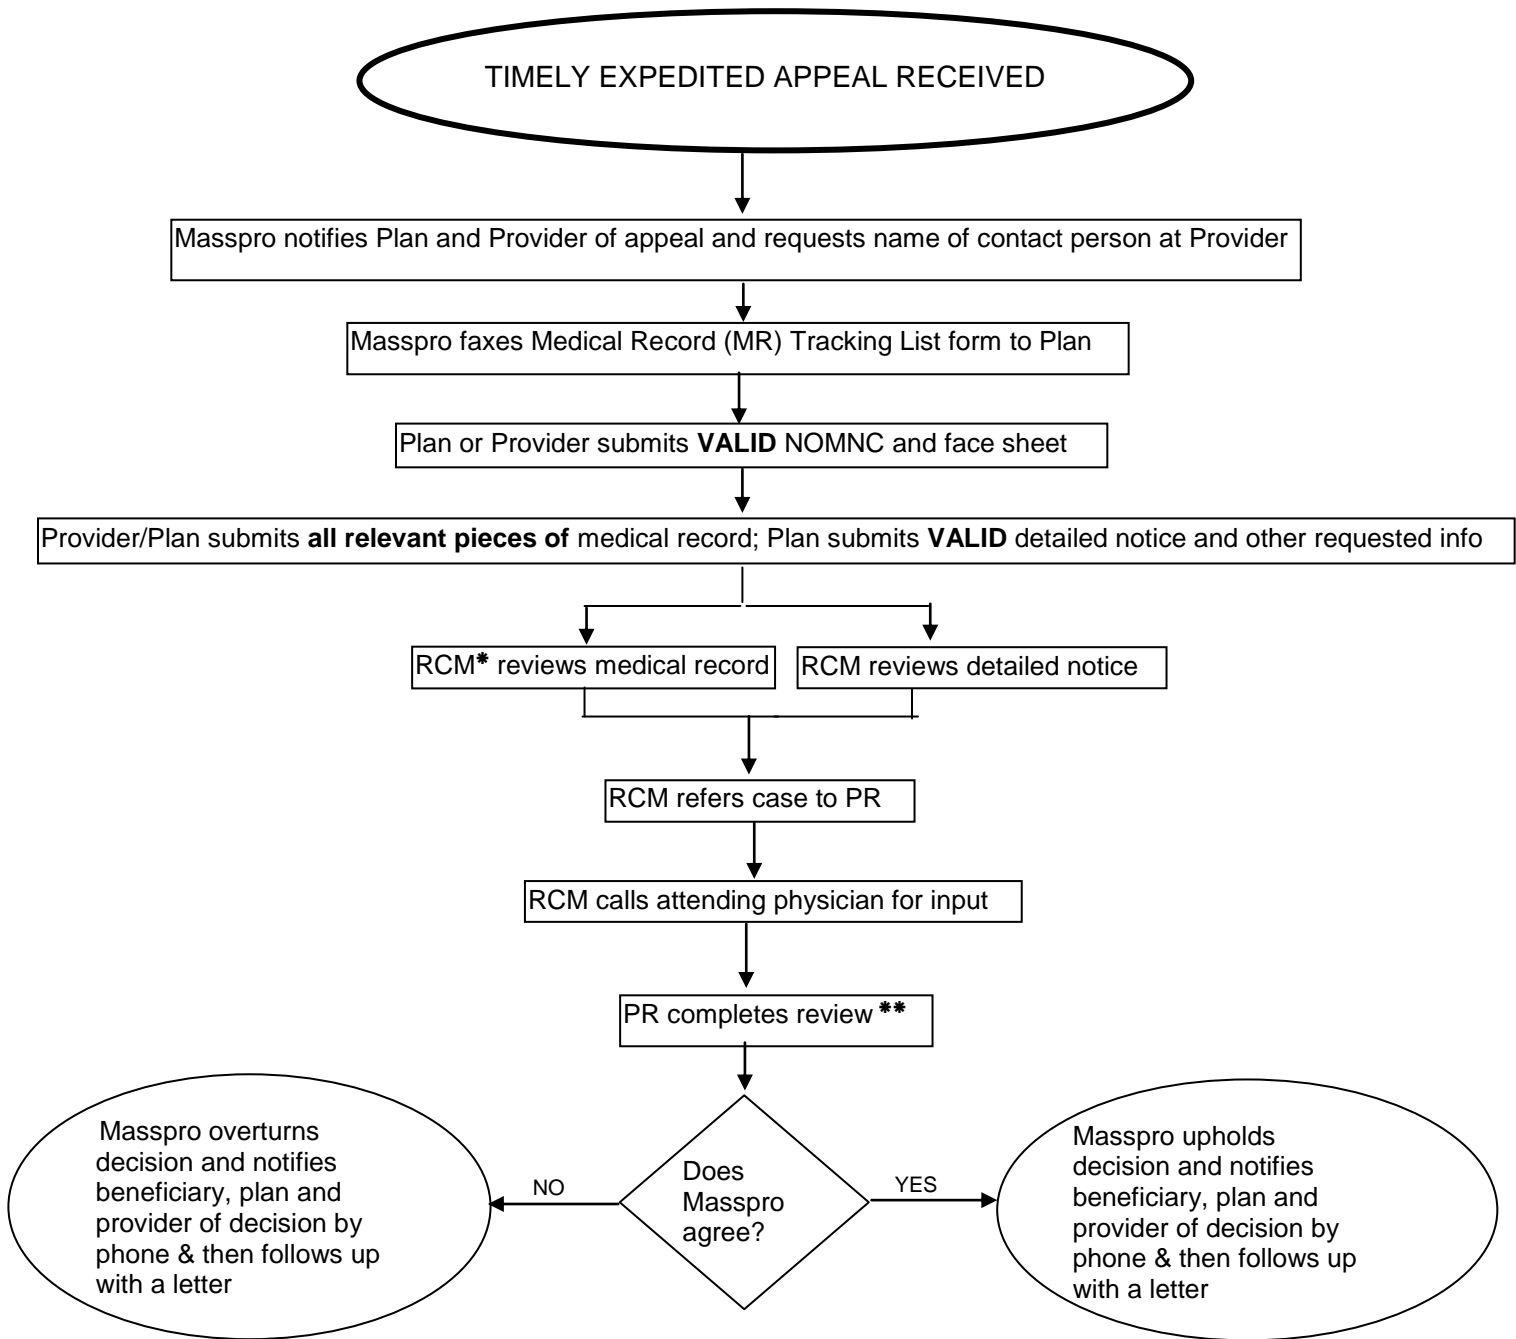 TIMELY EXPEDITED APPEAL RECEIVED
Masspro notifies Plan and Provider of appeal and requests name of contact person at Provider
Masspro faxes Medical Record (MR) Tracking List form to Plan
Plan or Provider submits VALID NOMNC and face sheet
Provider/Plan submits all relevant pieces of medical record; Plan submits VALID detailed notice and other requested info
RCM* reviews medical record
RCM reviews detailed notice
RCM refers case to PR
RCM calls attending physician for input
PR completes review **
Masspro overturns
decision and notifies
beneficiary, plan and
provider of decision by
phone & then follows up
with a letter
NO
Does
Masspro
agree?
YES
Masspro upholds
decision and notifies
beneficiary, plan and
provider of decision by
phone & then follows up
with a letter